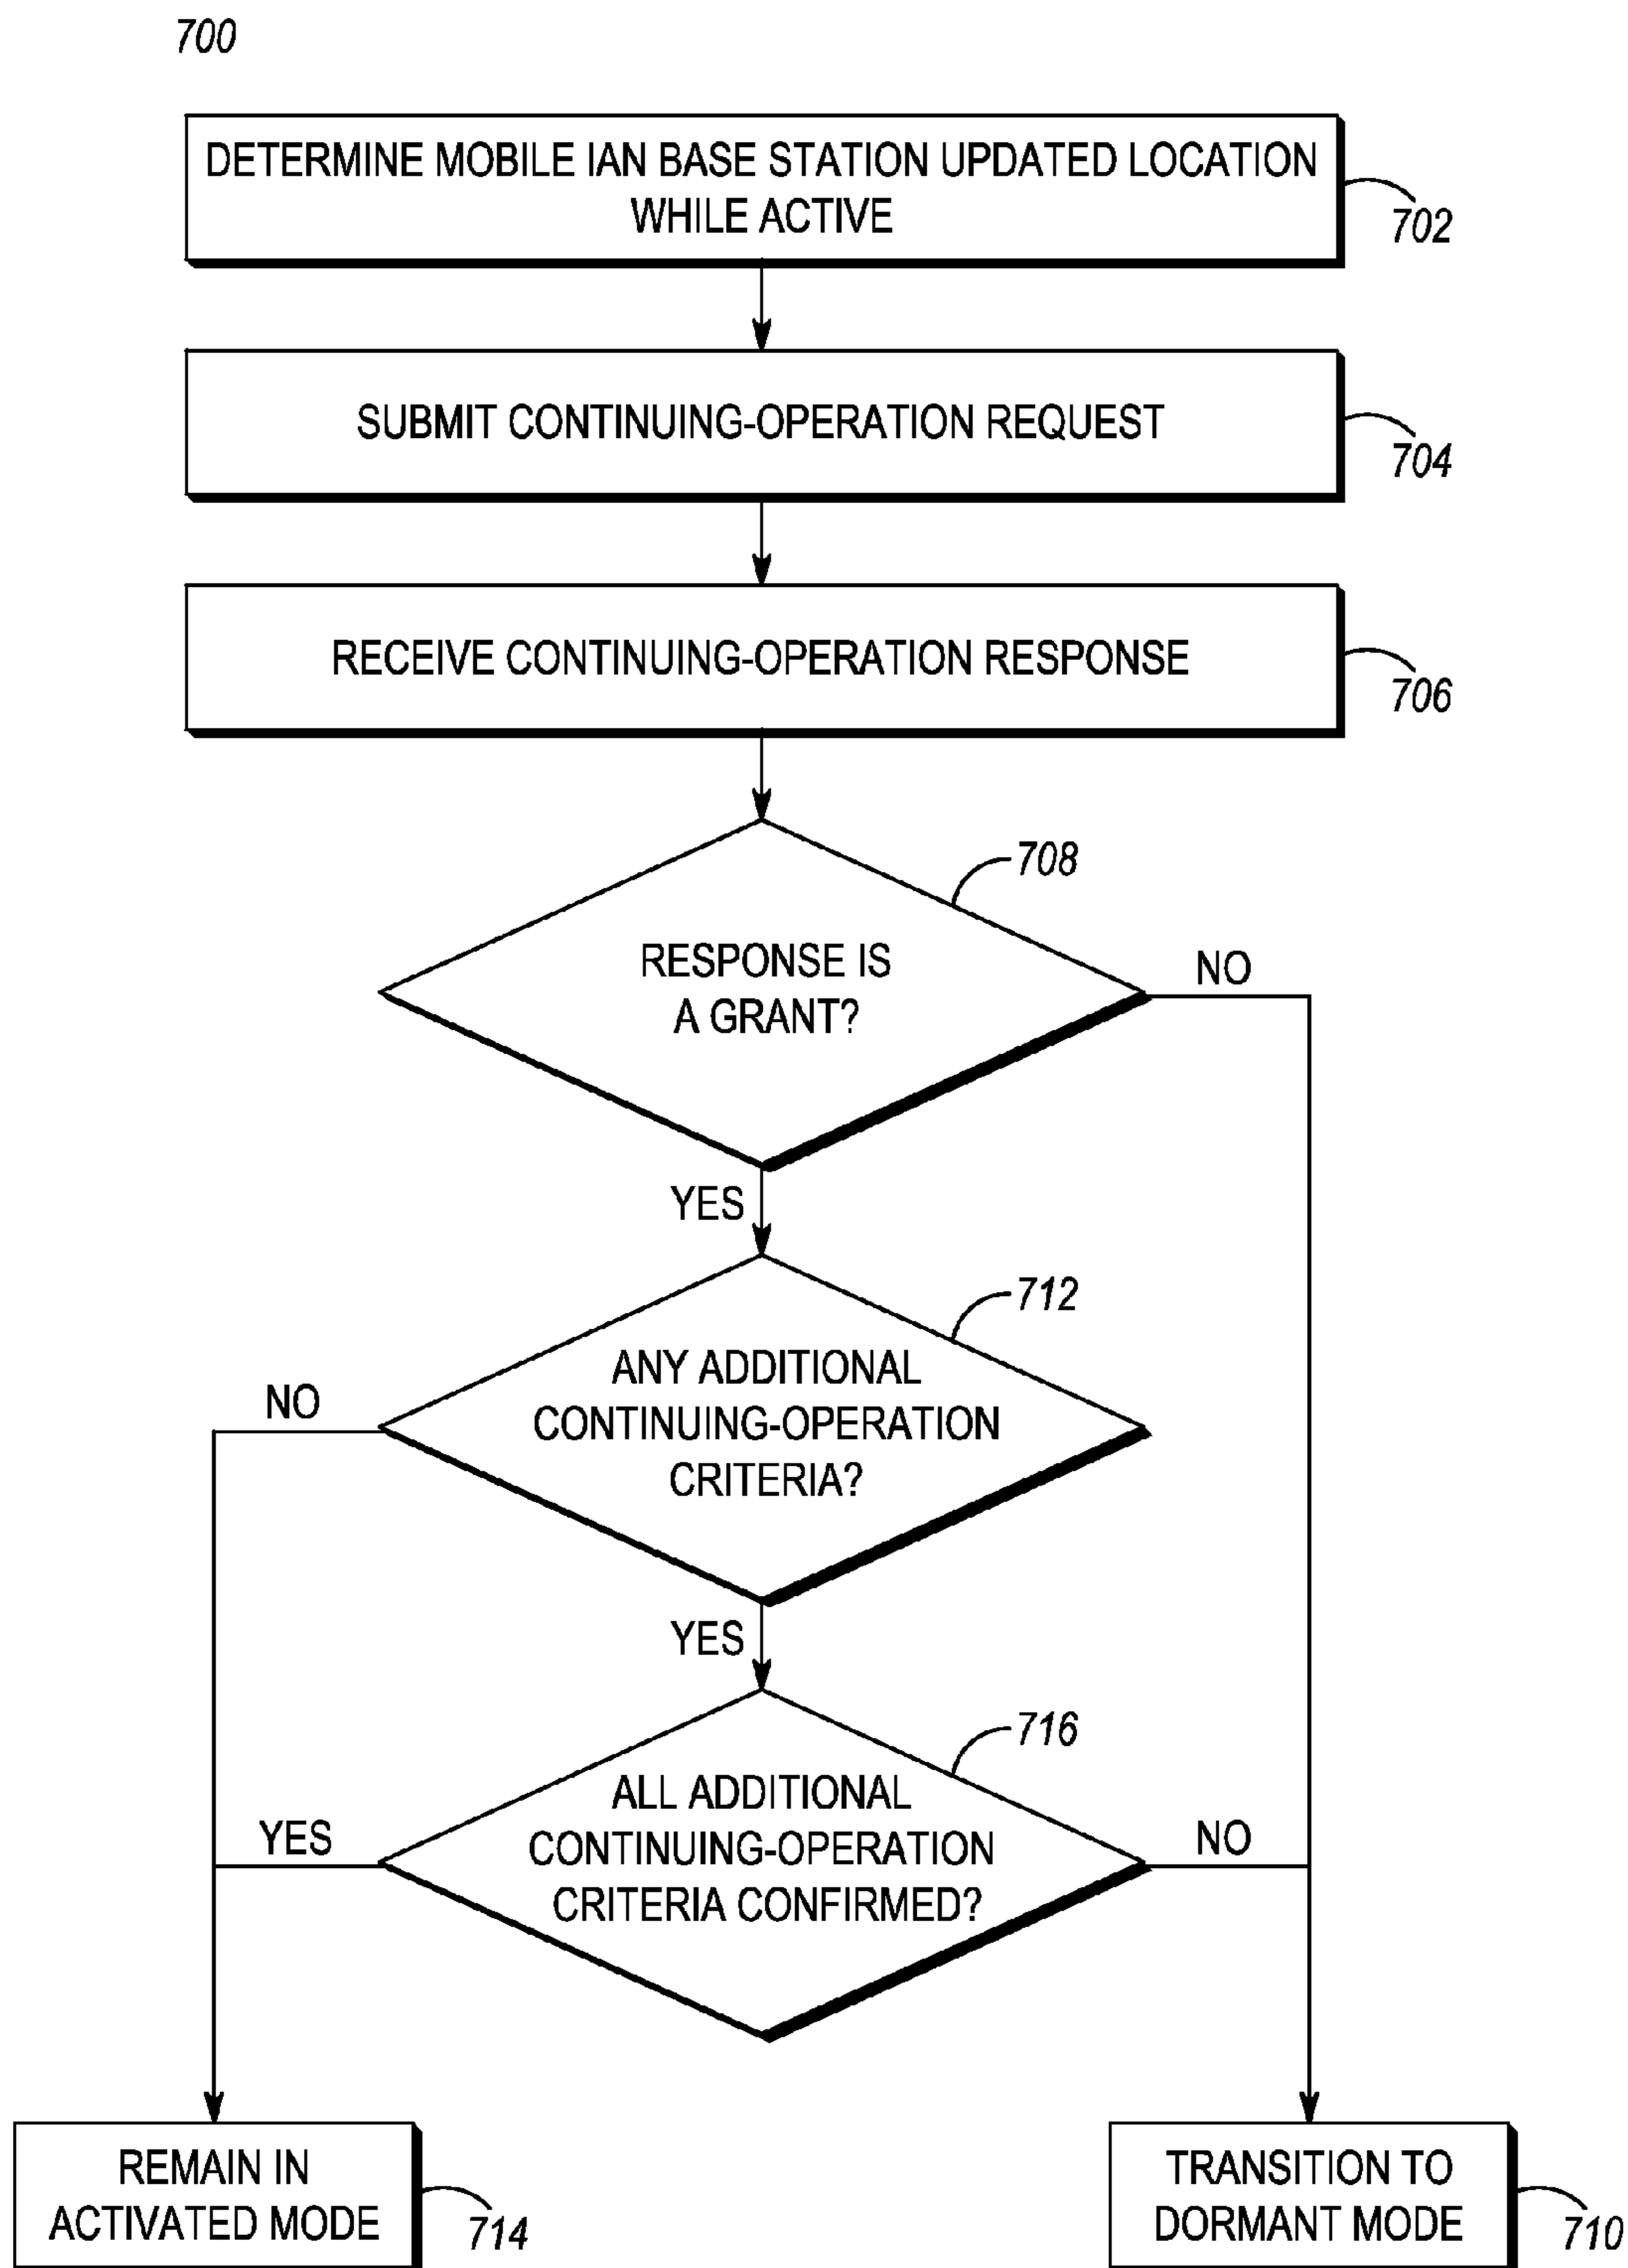 700
DETERMINE MOBILE IAN BASE STATION UPDATED LOCATION
WHILE ACTIVE
702
SUBMIT CONTINUING-OPERATION REQUEST
704
RECEIVE CONTINUING-OPERATION RESPONSE
706
708
RESPONSE IS
A GRANT?
NO
YES
712
ANY ADDITIONAL
CONTINUING-OPERATION
CRITERIA?
NO
YES
716
ALL ADDITIONAL
CONTINUING-OPERATION
CRITERIA CONFIRMED?
YES
NO
REMAIN IN
ACTIVATED MODE
714
TRANSITION TO
DORMANT MODE
710